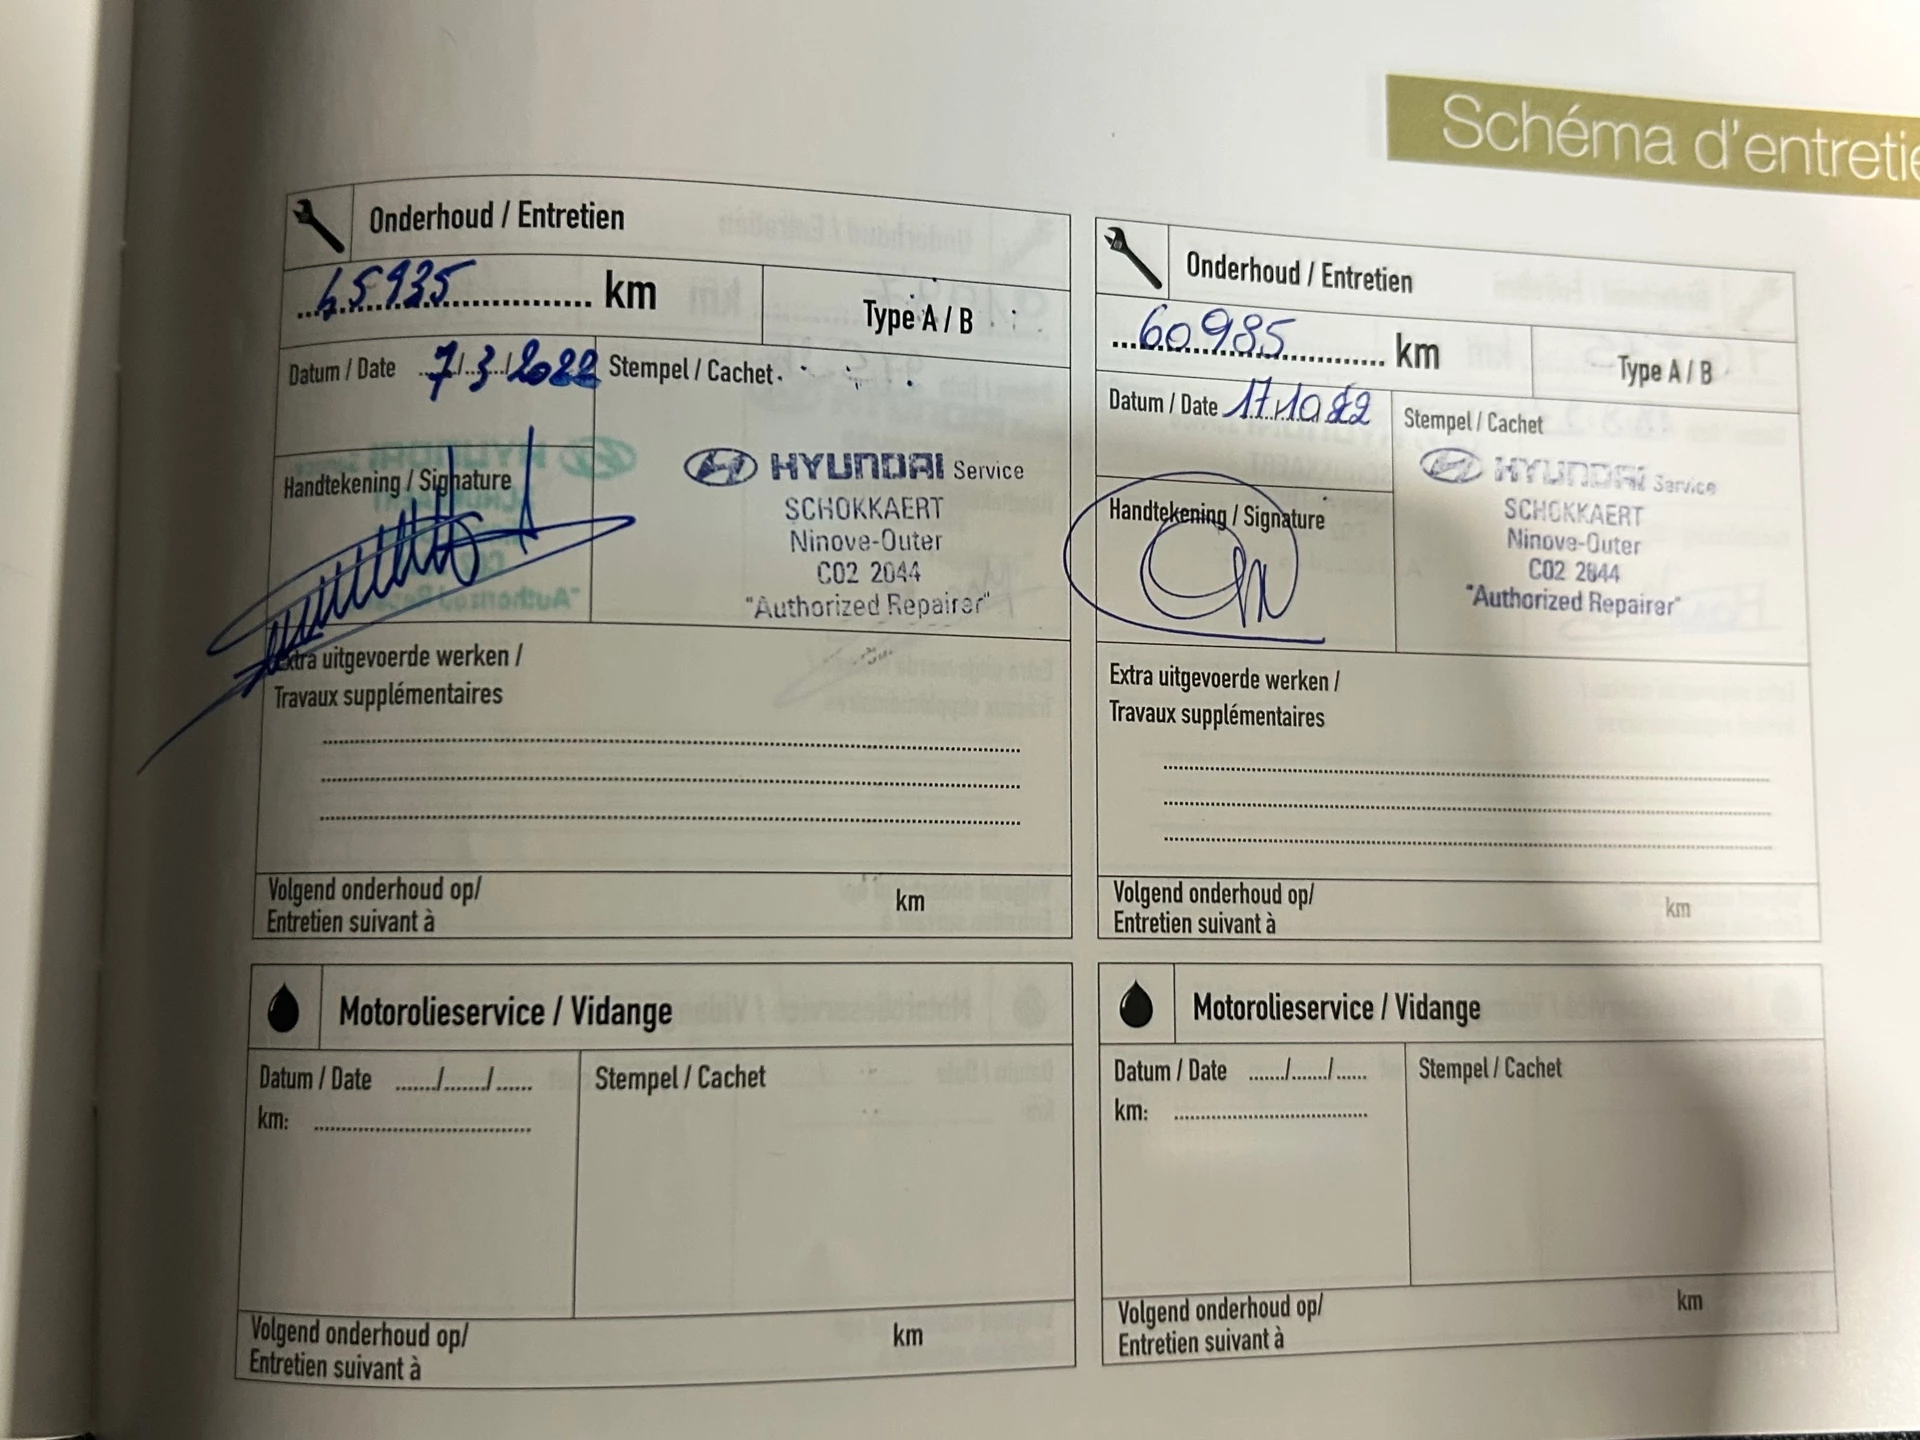 Schéma d'entretie
Onderhoud / Entretien
45935 km
Type A / B
Datum / Date 7/3/2022
Stempel / Cachet
Handtekening / Signature
HYUNDAI Service
SCHOKKAERT
Ninove-Outer
C02 2044
"Authorized Repairer"
Extra uitgevoerde werken /
Travaux supplémentaires
Volgend onderhoud op/
Entretien suivant à
km
Onderhoud / Entretien
60985 km
Type A / B
Datum / Date 17/10/22
Stempel / Cachet
Handtekening / Signature
HYUNDAI Service
SCHOKKAERT
Ninove-Outer
C02 2044
"Authorized Repairer"
Extra uitgevoerde werken /
Travaux supplémentaires
Volgend onderhoud op/
Entretien suivant à
km
Motorolieservice / Vidange
Datum / Date ......./......./......
Stempel / Cachet
km:
Volgend onderhoud op/
Entretien suivant à
km
Motorolieservice / Vidange
Datum / Date ......./......./......
Stempel / Cachet
km:
Volgend onderhoud op/
Entretien suivant à
km